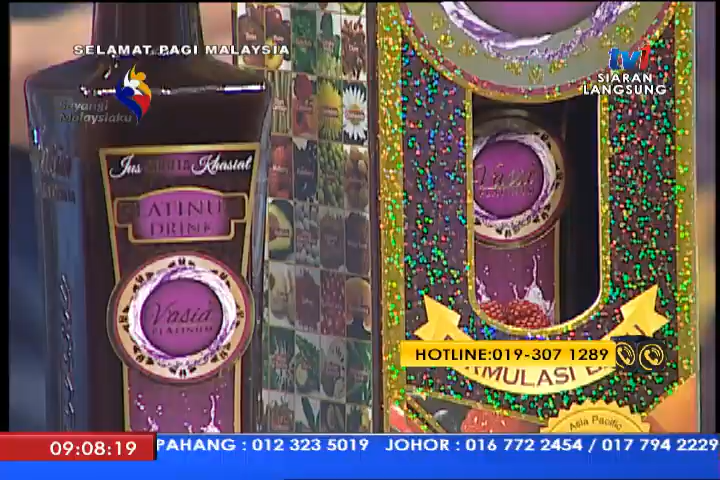 SELAMAT PAGI MALAYSIA
tv1
SIARAN
LANGSUNG
Sayangi
Malaysiaku
Jus Khasiat
PLATINUM
DRINK
Vasia
PLATINUM
Vasia
HOTLINE:019-307 1289
Asia Pacific
09:08:19 PAHANG : 012 323 5019 JOHOR : 016 772 2454 / 017 794 2229